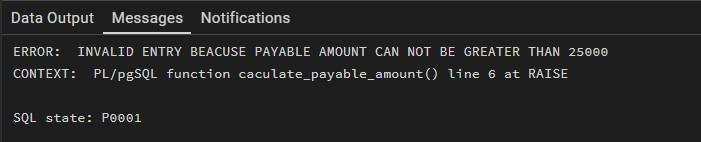 Data Output Messages Notifications
ERROR:  INVALID ENTRY BEACUSE PAYABLE AMOUNT CAN NOT BE GREATER THAN 25000
CONTEXT:  PL/pgSQL function caculate_payable_amount() line 6 at RAISE
SQL state: P0001